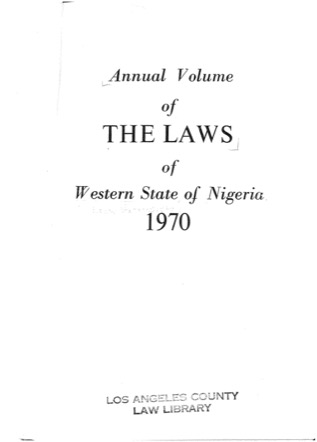 Annual Volume
of
THE LAWS
of
Western State of Nigeria
1970
LOS ANGELES COUNTY
LAW LIBRARY